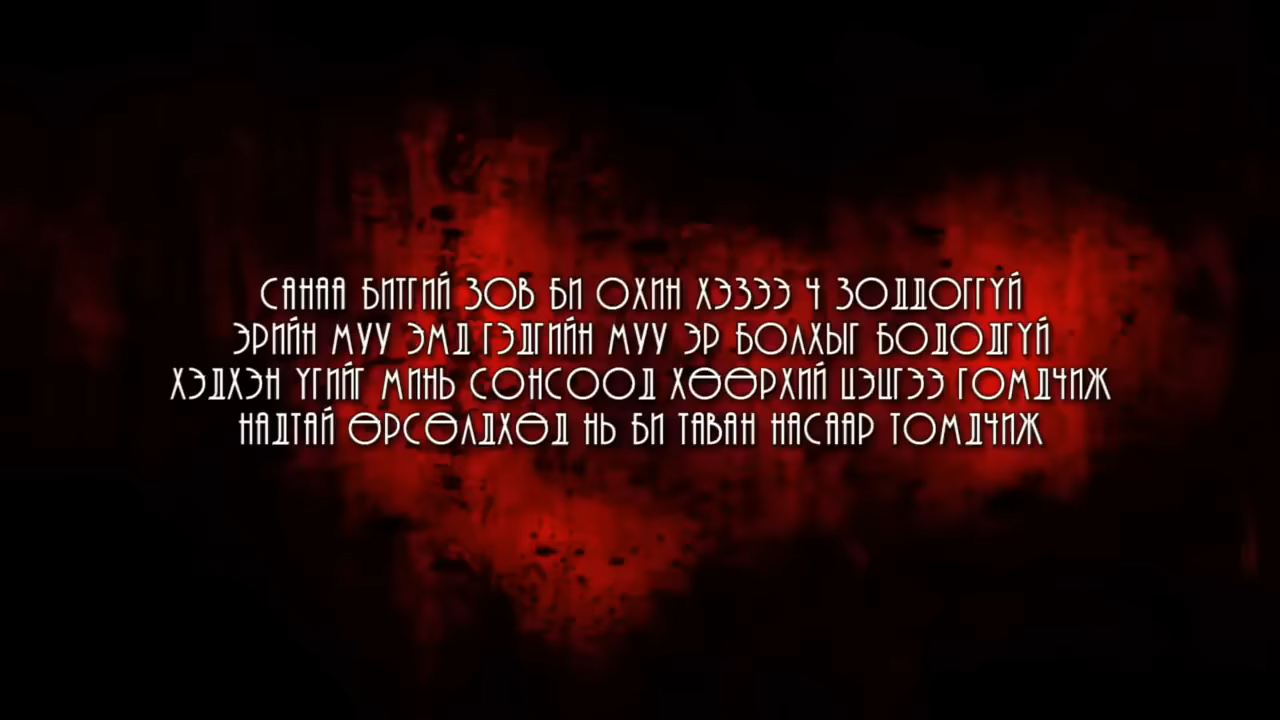 САНАА БИТГИЙ ЗОВ БИ ОХИН ХЭЗЭЭ Ч ЗОДДОГГҮЙ
ЭРИЙН МУУ ЭМД ГЭДГИЙН МУУ ЭР БОЛХЫГ БОДОДГҮЙ
ХЭДХЭН ҮГИЙГ МИНЬ СОНСООД ХӨӨРХИЙ ЦЭЦГЭЭ ГОМДЧИЖ
НАДТАЙ ӨРСӨЛДХӨД НЬ БИ ТАВАН НАСААР ТОМДЧИЖ